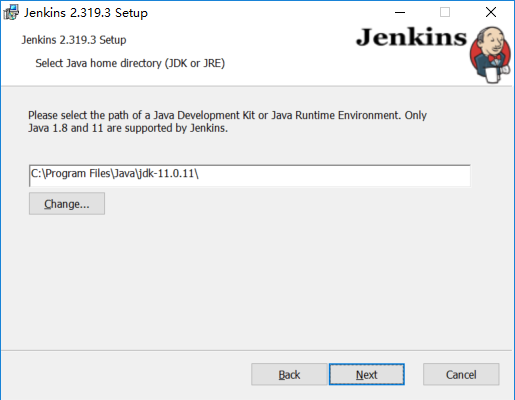 Jenkins 2.319.3 Setup
Jenkins 2.319.3 Setup
Jenkins
Select Java home directory (JDK or JRE)
Please select the path of a Java Development Kit or Java Runtime Environment. Only
Java 1.8 and 11 are supported by Jenkins.
C:\Program Files\Java\jdk-11.0.11\
Change...
Back Next Cancel